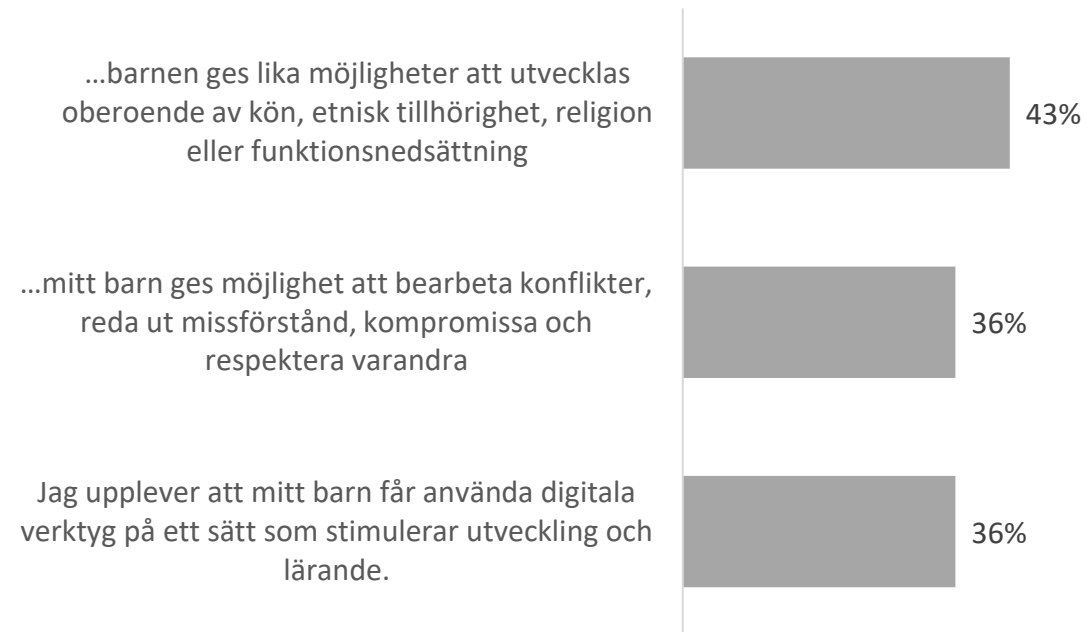 …barnen ges lika möjligheter att utvecklas
oberoende av kön, etnisk tillhörighet, religion
eller funktionsnedsättning
43%
…mitt barn ges möjlighet att bearbeta konflikter,
reda ut missförstånd, kompromissa och
respektera varandra
36%
Jag upplever att mitt barn får använda digitala
verktyg på ett sätt som stimulerar utveckling och
lärande.
36%